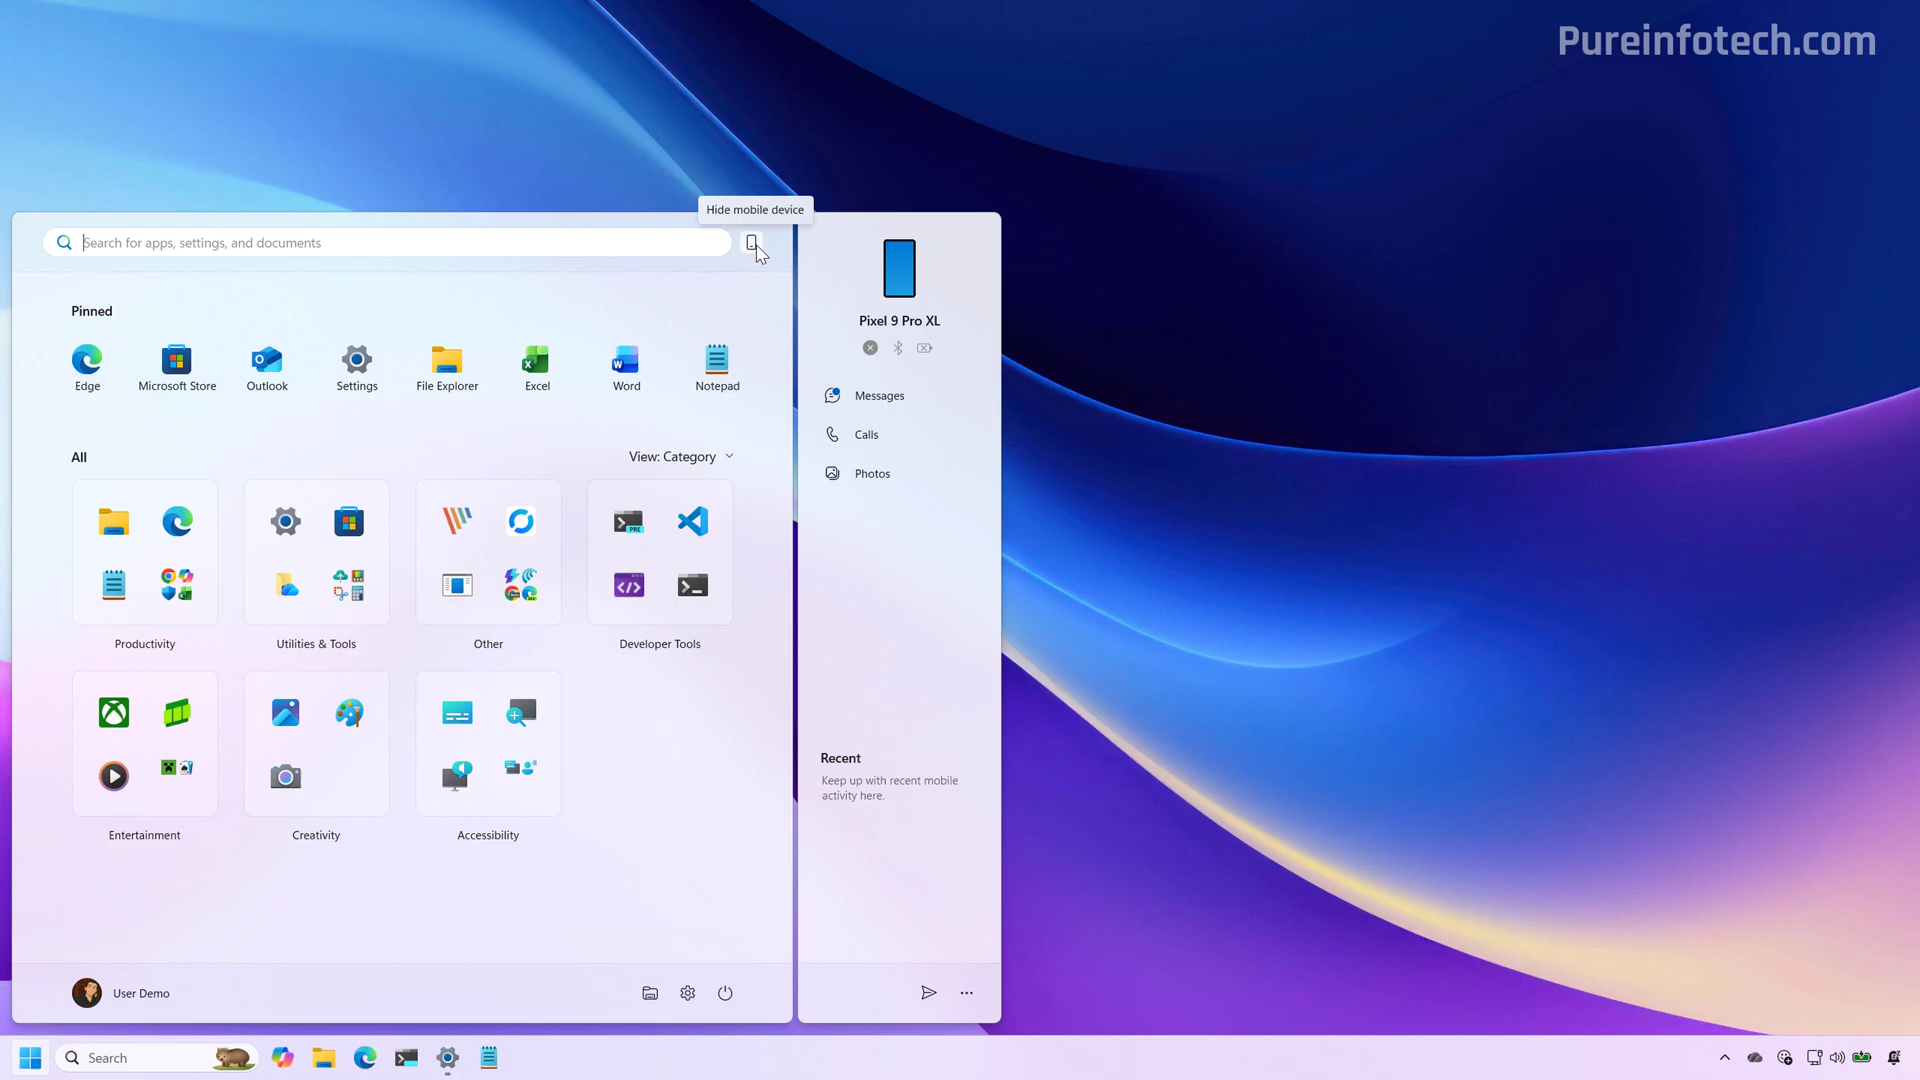 Pureinfotech.com
Hide mobile device
Search for apps, settings, and documents
Pinned
Edge
Microsoft Store
Outlook
Settings
File Explorer
Excel
Word
Notepad
All
View: Category
PRE
Productivity
Utilities & Tools
Other
Developer Tools
Entertainment
Creativity
Accessibility
User Demo
Pixel 9 Pro XL
Messages
Calls
Photos
Recent
Keep up with recent mobile
activity here.
Search